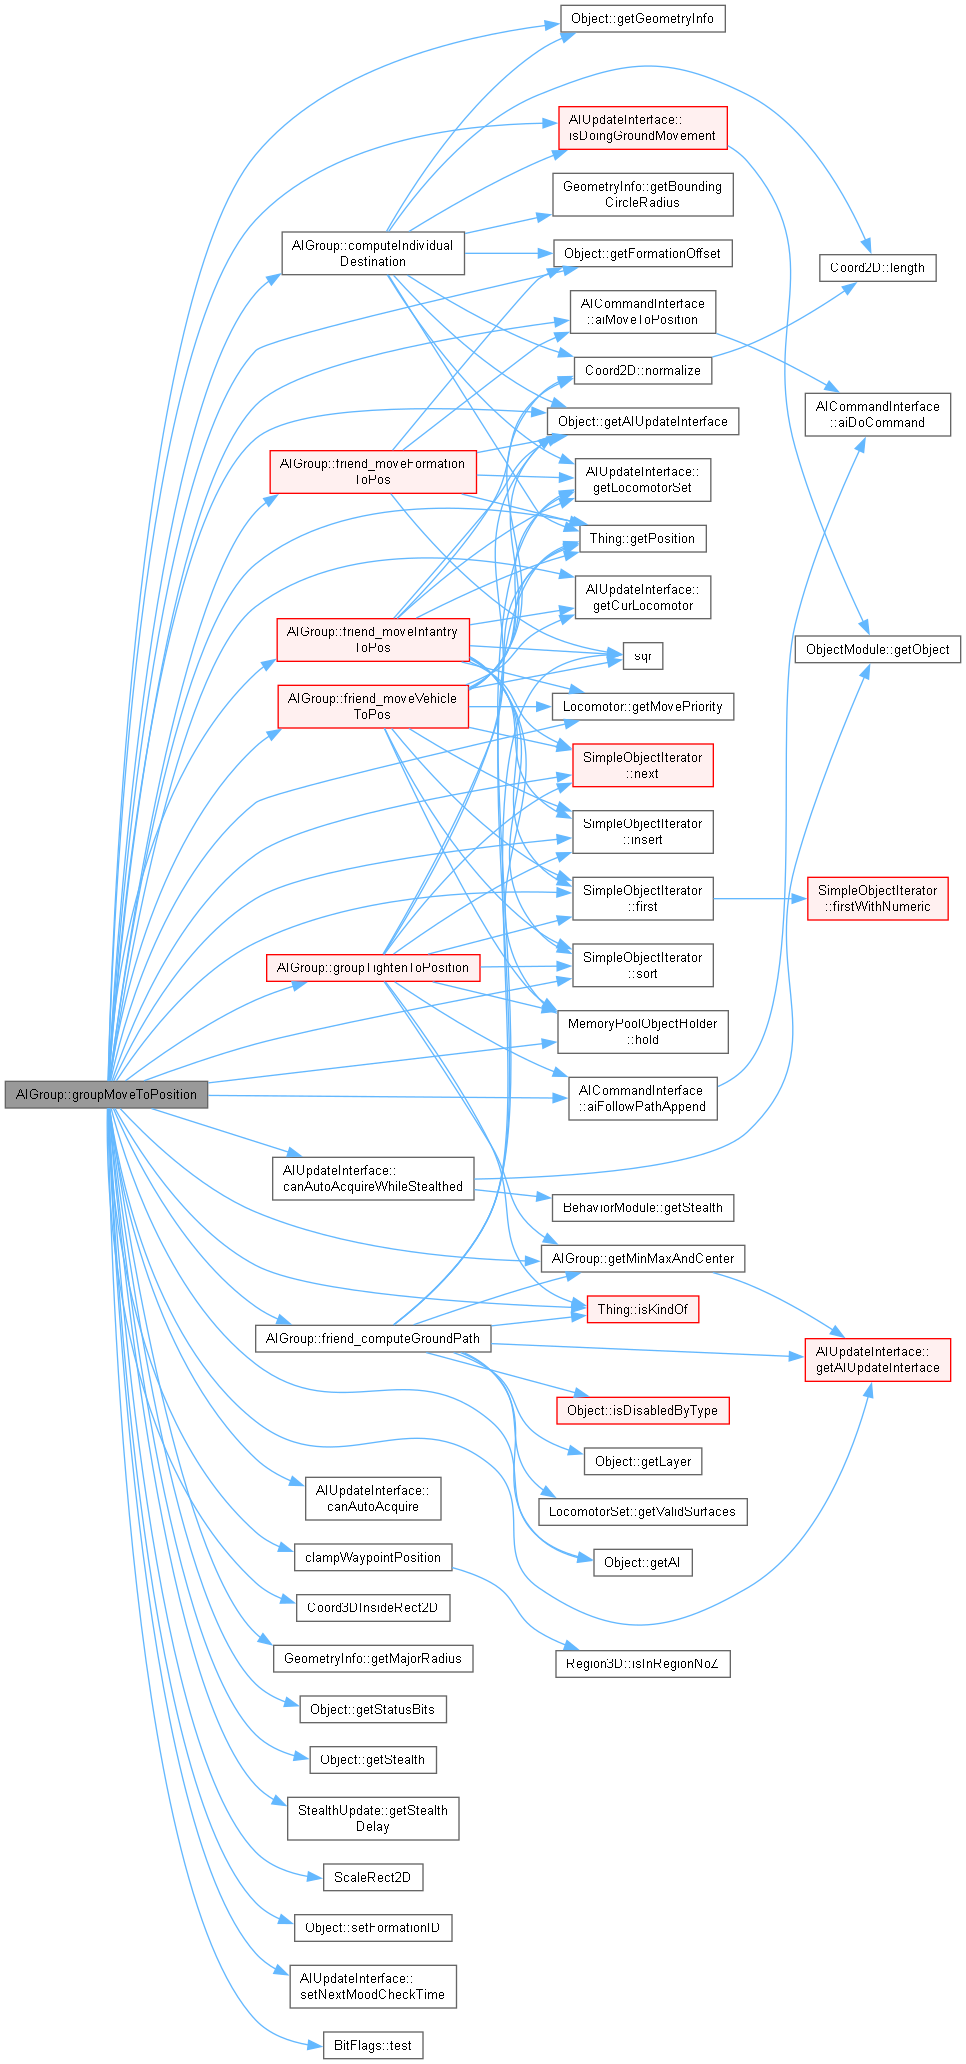 Object::getGeometryInfo
AIUpdateInterface::
isDoingGroundMovement
GeometryInfo::getBounding
CircleRadius
AIGroup::computeIndividual
Destination
Object::getFormationOffset
Coord2D::length
AICommandInterface
::aiMoveToPosition
Coord2D::normalize
AICommandInterface
::aiDoCommand
Object::getAIUpdateInterface
AIGroup::friend_moveFormation
ToPos
AIUpdateInterface::
getLocomotorSet
Thing::getPosition
AIUpdateInterface::
getCurLocomotor
AIGroup::friend_moveInfantry
ToPos
sqr
ObjectModule::getObject
AIGroup::friend_moveVehicle
ToPos
Locomotor::getMovePriority
SimpleObjectIterator
::next
SimpleObjectIterator
::insert
SimpleObjectIterator
::first
SimpleObjectIterator
::firstWithNumeric
AIGroup::groupTightenToPosition
SimpleObjectIterator
::sort
MemoryPoolObjectHolder
::hold
AIGroup::groupMoveToPosition
AICommandInterface
::aiFollowPathAppend
AIUpdateInterface::
canAutoAcquireWhileStealthed
BehaviorModule::getStealth
AIGroup::getMinMaxAndCenter
Thing::isKindOf
AIGroup::friend_computeGroundPath
AIUpdateInterface::
getAIUpdateInterface
Object::isDisabledByType
Object::getLayer
AIUpdateInterface::
canAutoAcquire
LocomotorSet::getValidSurfaces
clampWaypointPosition
Object::getAI
Coord3DInsideRect2D
GeometryInfo::getMajorRadius
Region3D::isInRegionNoZ
Object::getStatusBits
Object::getStealth
StealthUpdate::getStealth
Delay
ScaleRect2D
Object::setFormationID
AIUpdateInterface::
setNextMoodCheckTime
BitFlags::test